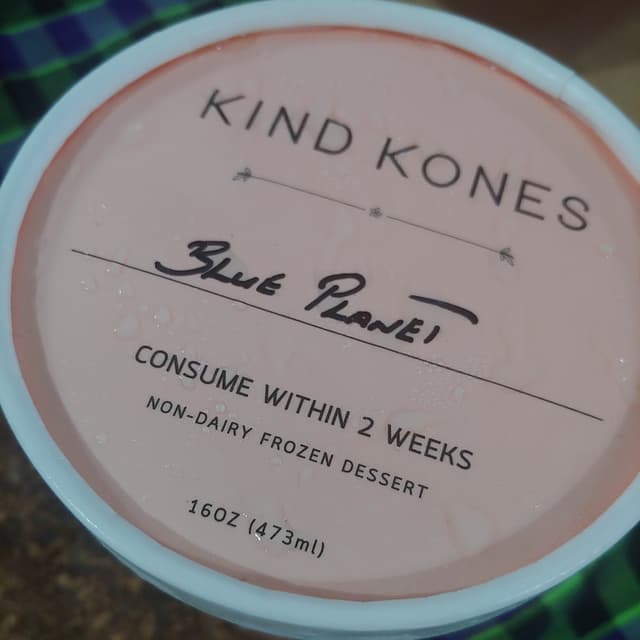 KIND KONES
BLUE PLANET
CONSUME WITHIN 2 WEEKS
NON-DAIRY FROZEN DESSERT
16OZ (473ml)